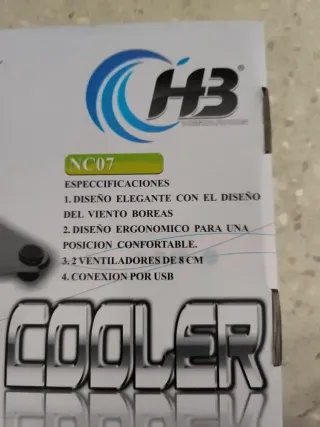 HB®
NC07
ESPECCIFICACIONES
1. DISEÑO ELEGANTE CON EL DISEÑO
DEL VIENTO BOREAS
2. DISEÑO ERGONOMICO PARA UNA
POSICION CONFORTABLE.
3. 2 VENTILADORES DE 8 CM
4. CONEXION POR USB
COOLER